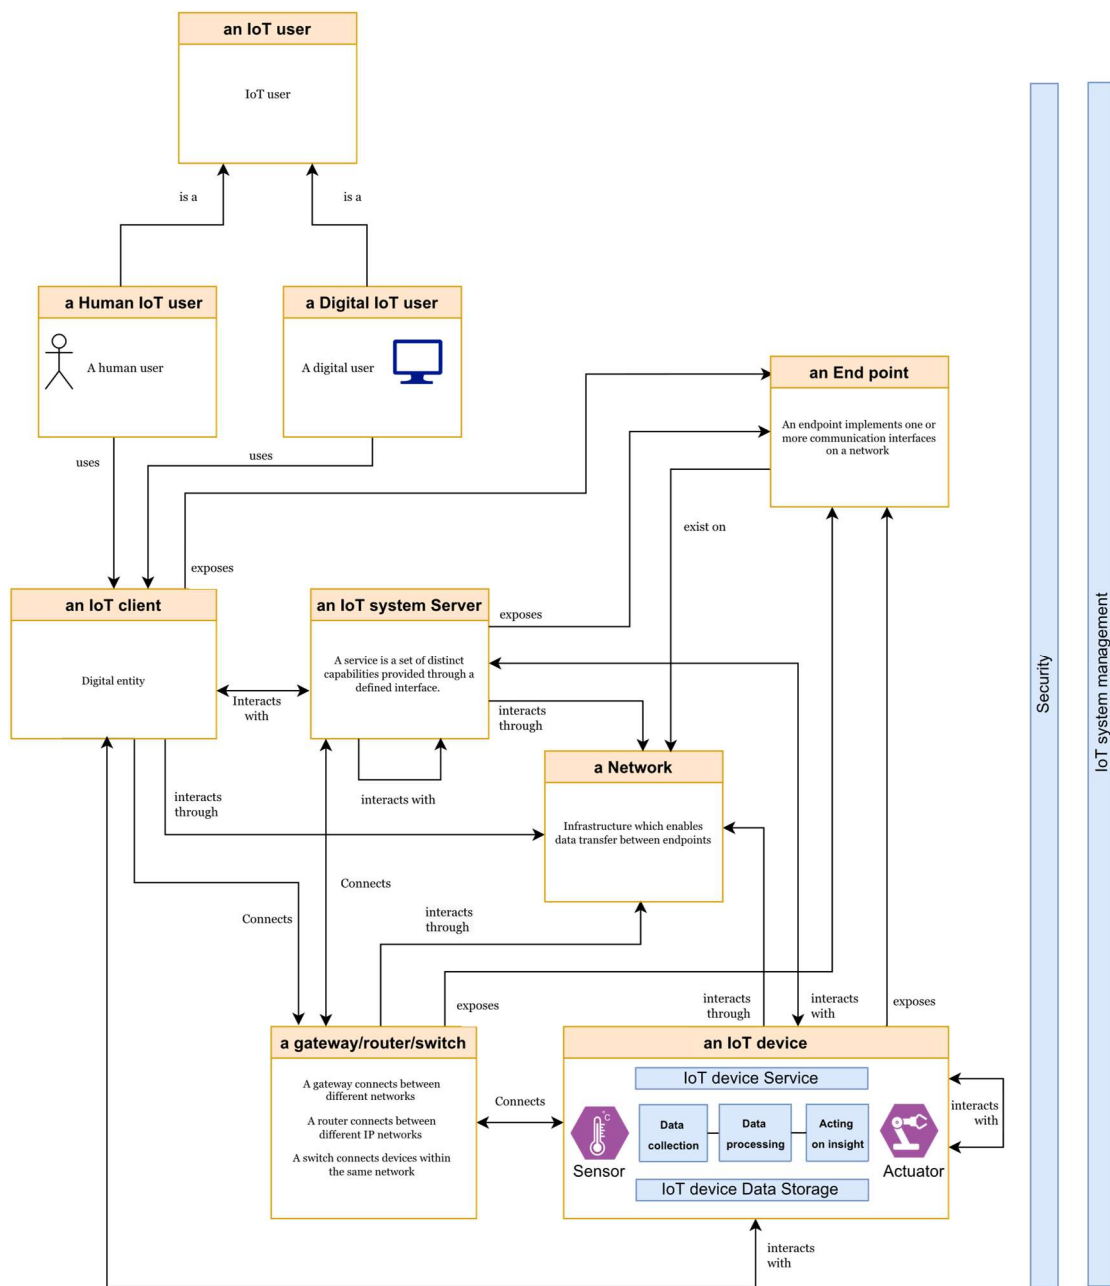 an IoT user
IoT user
is a
is a
a Human IoT user
A human user
a Digital IoT user
A digital user
an End point
An endpoint implements one or
more communication interfaces
on a network
uses
uses
exist on
exposes
an IoT client
Digital entity
an IoT system Server
A service is a set of distinct
capabilities provided through a
defined interface.
exposes
Interacts
with
interacts
through
interacts with
interacts
through
a Network
Infrastructure which enables
data transfer between endpoints
Connects
Connects
interacts
through
exposes
interacts
through
interacts
with
exposes
a gateway/router/switch
A gateway connects between
different networks
A router connects between
different IP networks
A switch connects devices within
the same network
Connects
an IoT device
IoT device Service
°C
Sensor
Data
collection
Data
processing
Acting
on insight
Actuator
IoT device Data Storage
interacts
with
interacts
with
Security
IoT system management